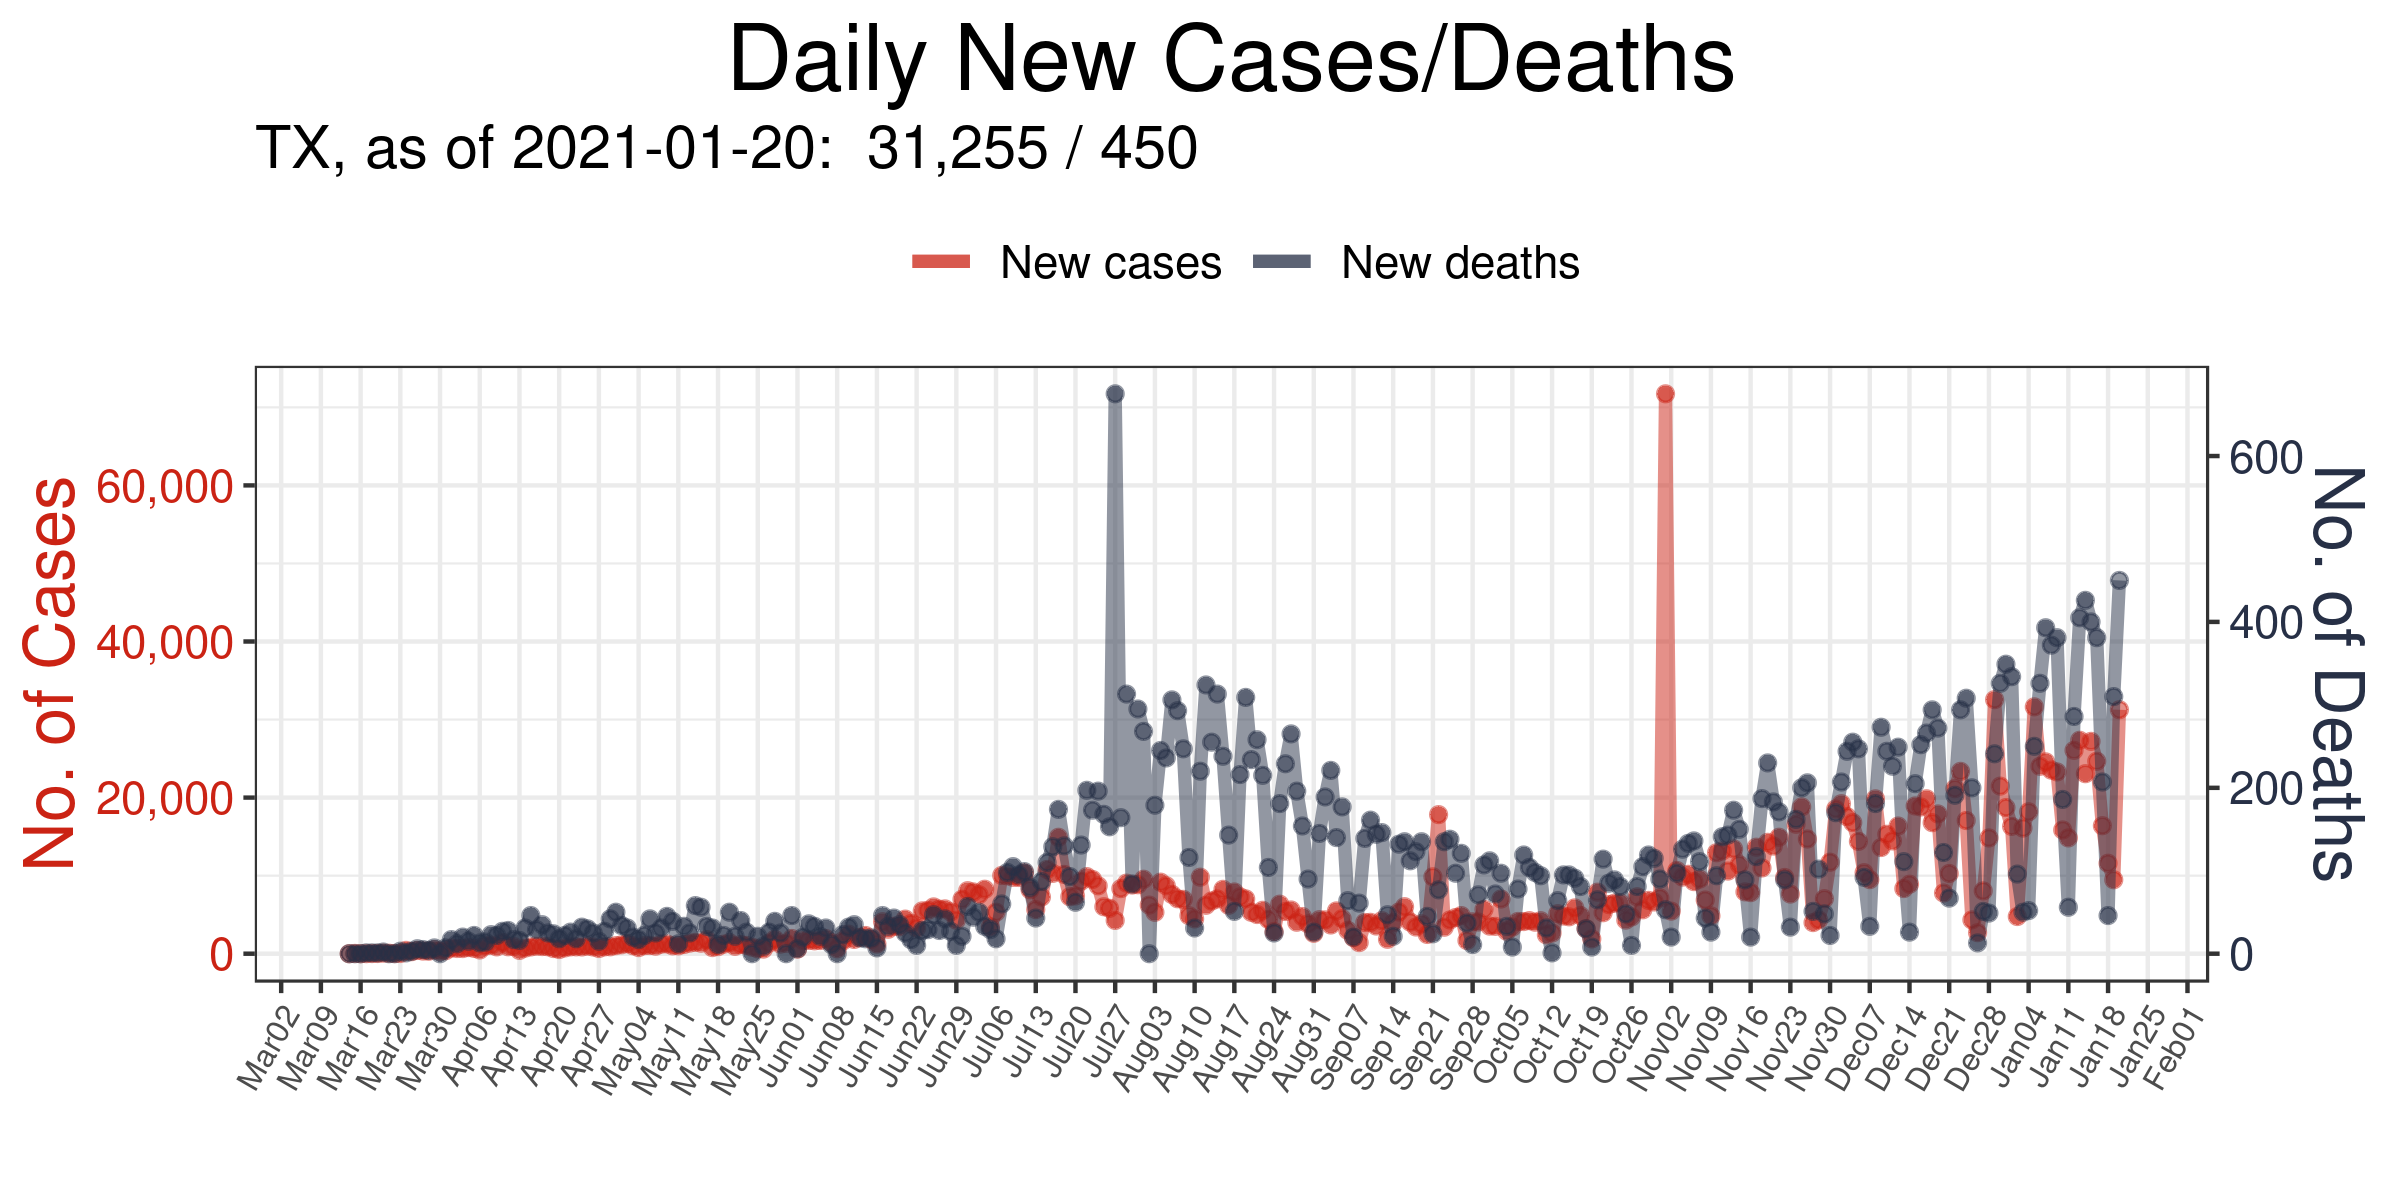 Daily New Cases/Deaths
TX, as of 2021-01-20:  31,255 / 450
New cases
New deaths
No. of Cases
60,000
40,000
20,000
0
600
400
200
0
No. of Deaths
Mar02
Mar09
Mar16
Mar23
Mar30
Apr06
Apr13
Apr20
Apr27
May04
May11
May18
May25
Jun01
Jun08
Jun15
Jun22
Jun29
Jul06
Jul13
Jul20
Jul27
Aug03
Aug10
Aug17
Aug24
Aug31
Sep07
Sep14
Sep21
Sep28
Oct05
Oct12
Oct19
Oct26
Nov02
Nov09
Nov16
Nov23
Nov30
Dec07
Dec14
Dec21
Dec28
Jan04
Jan11
Jan18
Jan25
Feb01